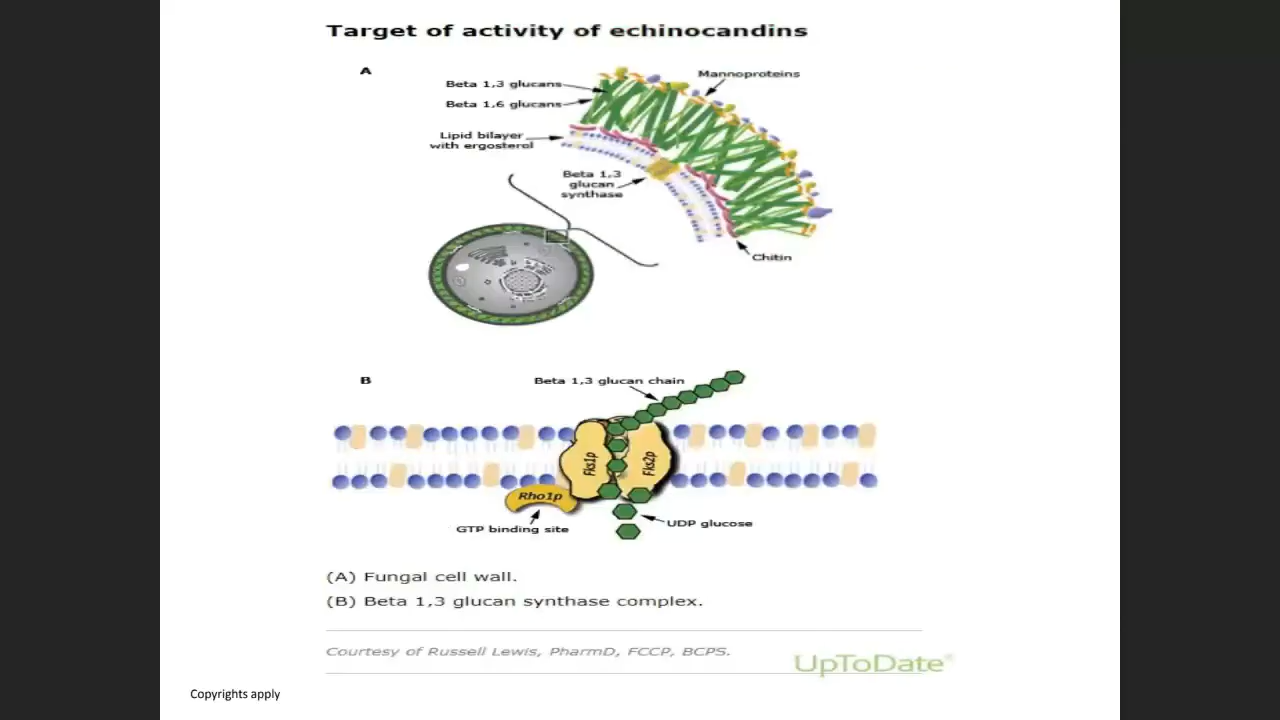 Target of activity of echinocandins
A
Beta 1,3 glucans
Beta 1,6 glucans
Mannoproteins
Lipid bilayer
with ergosterol
Beta 1,3
glucan
synthase
Chitin
B
Beta 1,3 glucan chain
Fks1p
Fks2p
Rho1p
GTP binding site
UDP glucose
(A) Fungal cell wall.
(B) Beta 1,3 glucan synthase complex.
Courtesy of Russell Lewis, PharmD, FCCP, BCPS.
UpToDate®
Copyrights apply